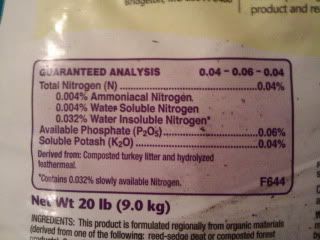 product and re
GUARANTEED ANALYSIS 0.04 - 0.06 - 0.04
Total Nitrogen (N) ........................0.04%
0.004% Ammoniacal Nitrogen.
0.004% Water Soluble Nitrogen
0.032% Water Insoluble Nitrogen*
Available Phosphate (P₂O₅)...................0.06%
Soluble Potash (K₂O)......................0.04%
Derived from: Composted turkey litter and hydrolyzed
feathermeal.
*Contains 0.032% slowly available Nitrogen. F644
Net Wt 20 lb (9.0 kg)
INGREDIENTS: This product is formulated regionally from organic materials
(derived from one of the following: reed-sedge peat or composted forest